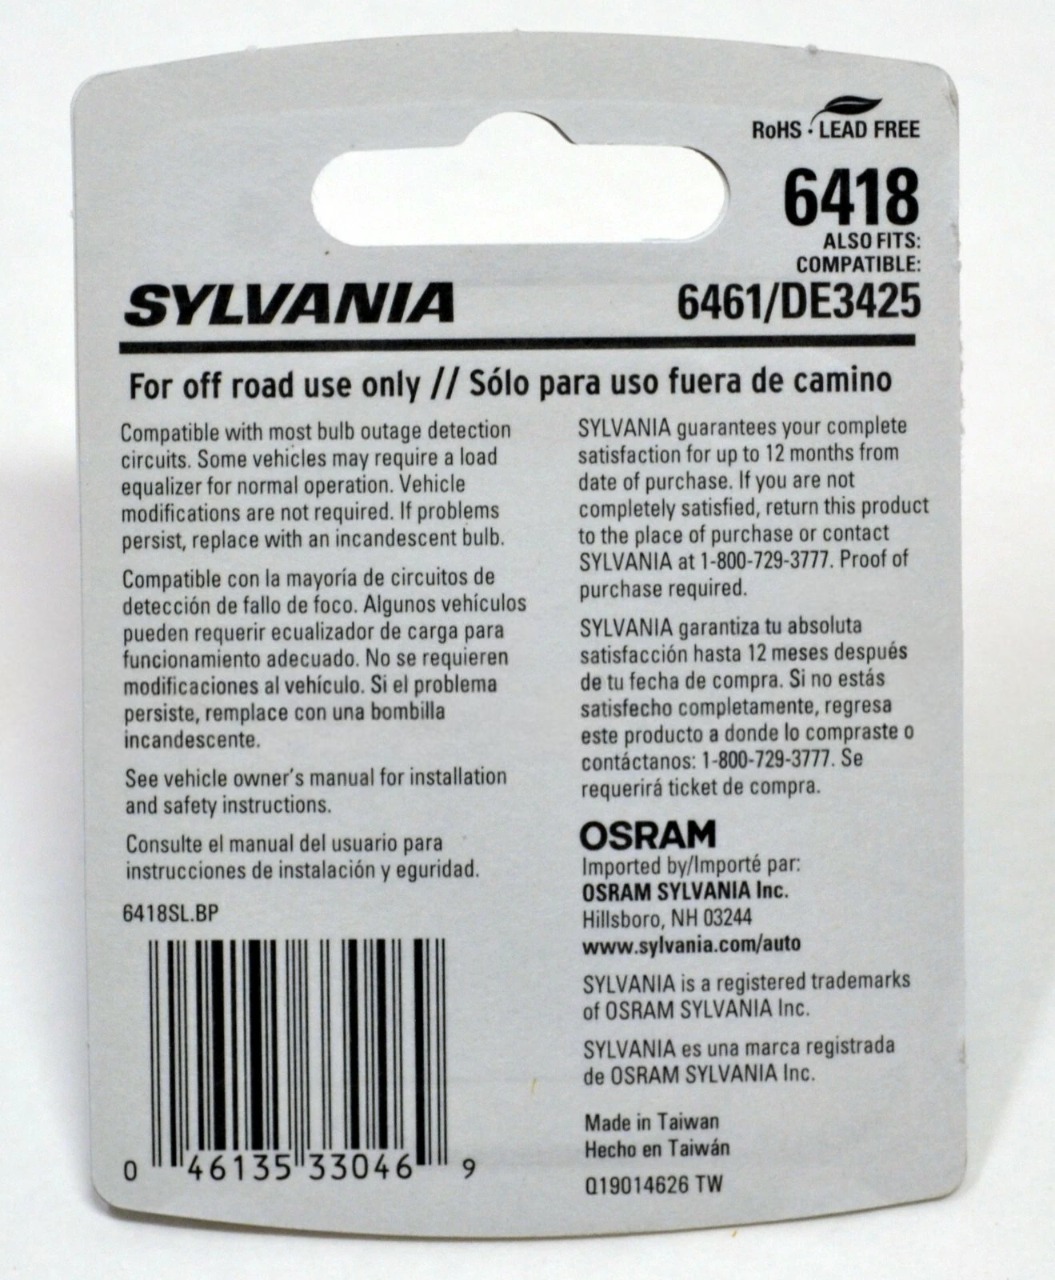 RoHS · LEAD FREE
6418
ALSO FITS:
COMPATIBLE:
6461/DE3425
SYLVANIA
For off road use only // Sólo para uso fuera de camino
Compatible with most bulb outage detection
circuits. Some vehicles may require a load
equalizer for normal operation. Vehicle
modifications are not required. If problems
persist, replace with an incandescent bulb.
Compatible con la mayoría de circuitos de
detección de fallo de foco. Algunos vehículos
pueden requerir ecualizador de carga para
funcionamiento adecuado. No se requieren
modificaciones al vehículo. Si el problema
persiste, remplace con una bombilla
incandescente.
See vehicle owner's manual for installation
and safety instructions.
Consulte el manual del usuario para
instrucciones de instalación y eguridad.
6418SL.BP
0 46135 33046 9
SYLVANIA guarantees your complete
satisfaction for up to 12 months from
date of purchase. If you are not
completely satisfied, return this product
to the place of purchase or contact
SYLVANIA at 1-800-729-3777. Proof of
purchase required.
SYLVANIA garantiza tu absoluta
satisfacción hasta 12 meses después
de tu fecha de compra. Si no estás
satisfecho completamente, regresa
este producto a donde lo compraste o
contáctanos: 1-800-729-3777. Se
requerirá ticket de compra.
OSRAM
Imported by/Importé par:
OSRAM SYLVANIA Inc.
Hillsboro, NH 03244
www.sylvania.com/auto
SYLVANIA is a registered trademarks
of OSRAM SYLVANIA Inc.
SYLVANIA es una marca registrada
de OSRAM SYLVANIA Inc.
Made in Taiwan
Hecho en Taiwán
Q19014626 TW